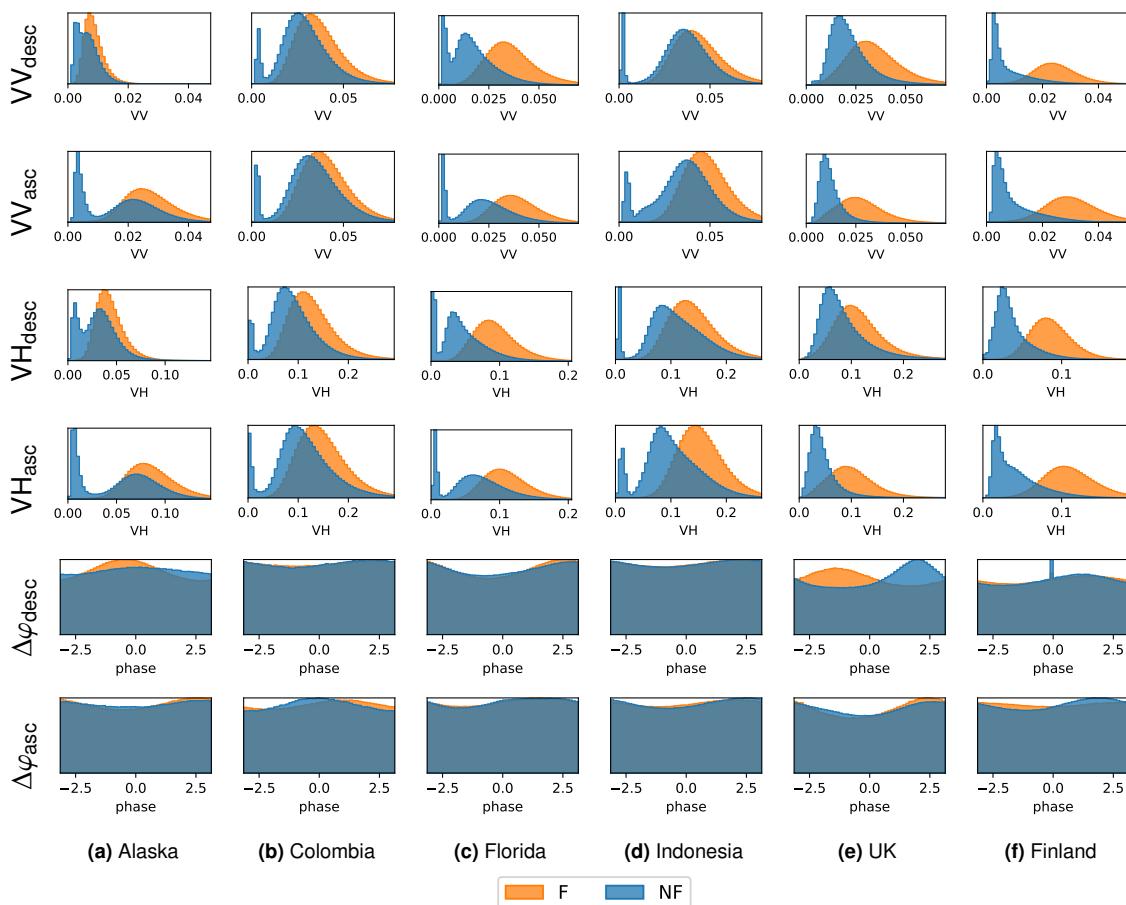 VVdesc
0.00 0.02 0.04
VV
0.00 0.05
VV
0.000 0.025 0.050
VV
0.00 0.05
VV
0.000 0.025 0.050
VV
0.00 0.02 0.04
VV
VVasc
0.00 0.02 0.04
VV
0.00 0.05
VV
0.000 0.025 0.050
VV
0.00 0.05
VV
0.000 0.025 0.050
VV
0.00 0.02 0.04
VV
VHdesc
0.00 0.05 0.10
VH
0.0 0.1 0.2
VH
0.0 0.1 0.2
VH
0.0 0.1 0.2
VH
0.0 0.1 0.2
VH
0.0 0.1
VH
VHasc
0.00 0.05 0.10
VH
0.0 0.1 0.2
VH
0.0 0.1 0.2
VH
0.0 0.1 0.2
VH
0.0 0.1 0.2
VH
0.0 0.1
VH
Δφdesc
−2.5 0.0 2.5
phase
−2.5 0.0 2.5
phase
−2.5 0.0 2.5
phase
−2.5 0.0 2.5
phase
−2.5 0.0 2.5
phase
−2.5 0.0 2.5
phase
Δφasc
−2.5 0.0 2.5
phase
−2.5 0.0 2.5
phase
−2.5 0.0 2.5
phase
−2.5 0.0 2.5
phase
−2.5 0.0 2.5
phase
−2.5 0.0 2.5
phase
(a) Alaska
(b) Colombia
(c) Florida
(d) Indonesia
(e) UK
(f) Finland
F NF